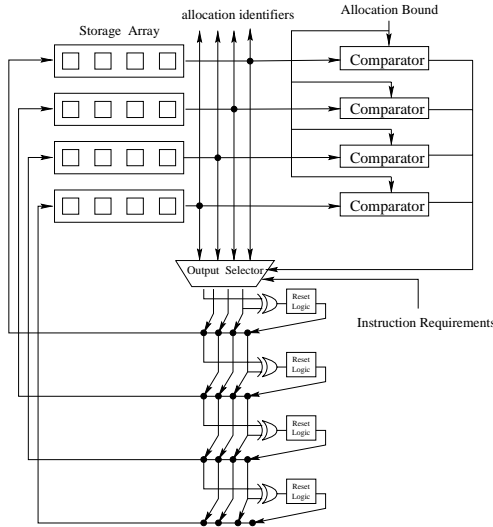 allocation identifiers
Allocation Bound
Storage Array
Comparator
Comparator
Comparator
Comparator
Output Selector
Reset
Logic
Instruction Requirements
Reset
Logic
Reset
Logic
Reset
Logic